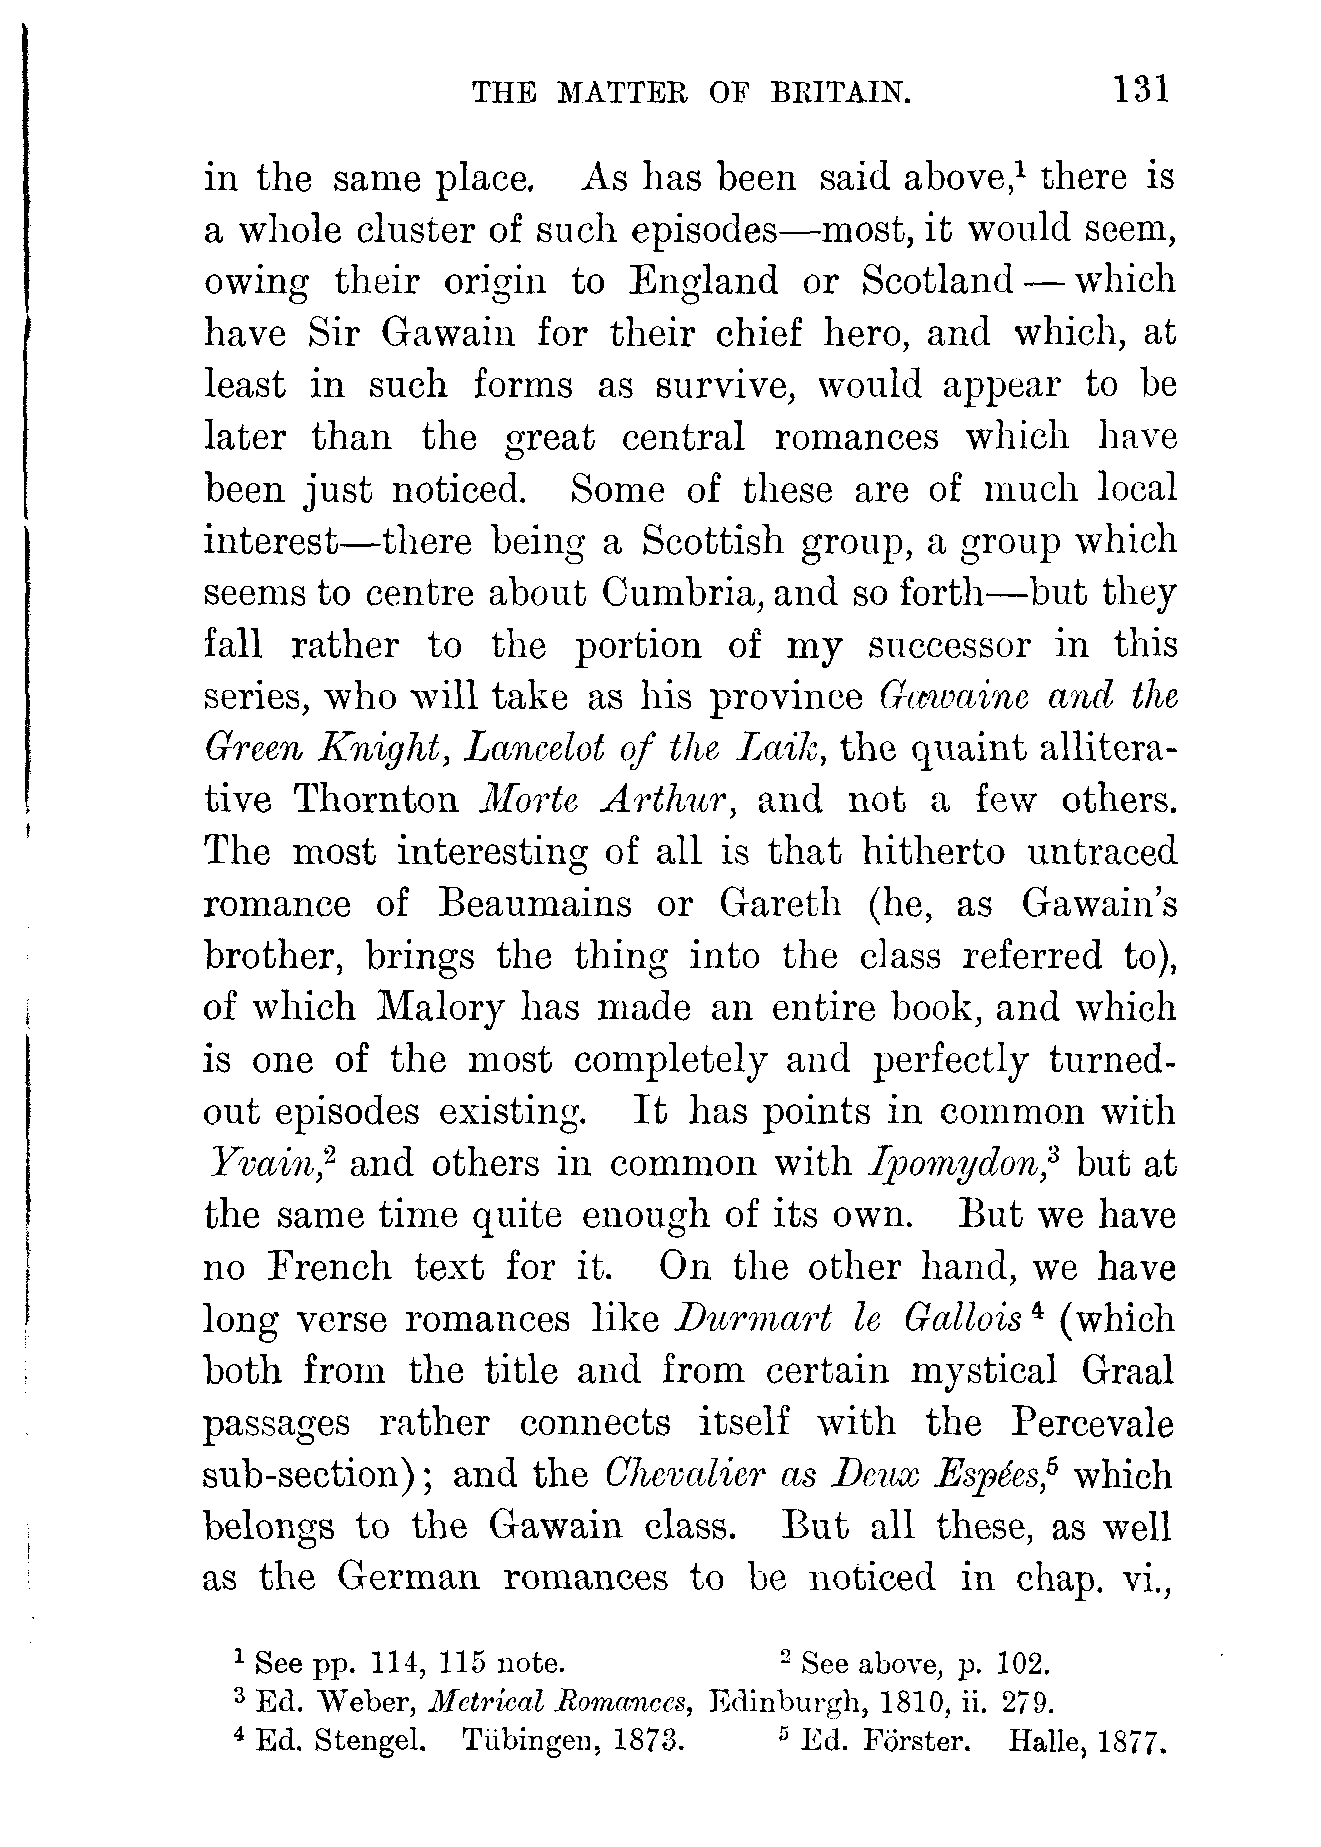 THE MATTER OF BRITAIN. 131
in the same place. As has been said above,¹ there is
a whole cluster of such episodes—most, it would seem,
owing their origin to England or Scotland — which
have Sir Gawain for their chief hero, and which, at
least in such forms as survive, would appear to be
later than the great central romances which have
been just noticed. Some of these are of much local
interest—there being a Scottish group, a group which
seems to centre about Cumbria, and so forth—but they
fall rather to the portion of my successor in this
series, who will take as his province Gawaine and the
Green Knight, Lancelot of the Laik, the quaint allitera-
tive Thornton Morte Arthur, and not a few others.
The most interesting of all is that hitherto untraced
romance of Beaumains or Gareth (he, as Gawain's
brother, brings the thing into the class referred to),
of which Malory has made an entire book, and which
is one of the most completely and perfectly turned-
out episodes existing. It has points in common with
Yvain,² and others in common with Ipomydon,³ but at
the same time quite enough of its own. But we have
no French text for it. On the other hand, we have
long verse romances like Durmart le Gallois⁴ (which
both from the title and from certain mystical Graal
passages rather connects itself with the Percevale
sub-section); and the Chevalier as Deux Espées,⁵ which
belongs to the Gawain class. But all these, as well
as the German romances to be noticed in chap. vi.,
¹ See pp. 114, 115 note. ² See above, p. 102.
³ Ed. Weber, Metrical Romances, Edinburgh, 1810, ii. 279.
⁴ Ed. Stengel. Tübingen, 1873. ⁵ Ed. Förster. Halle, 1877.